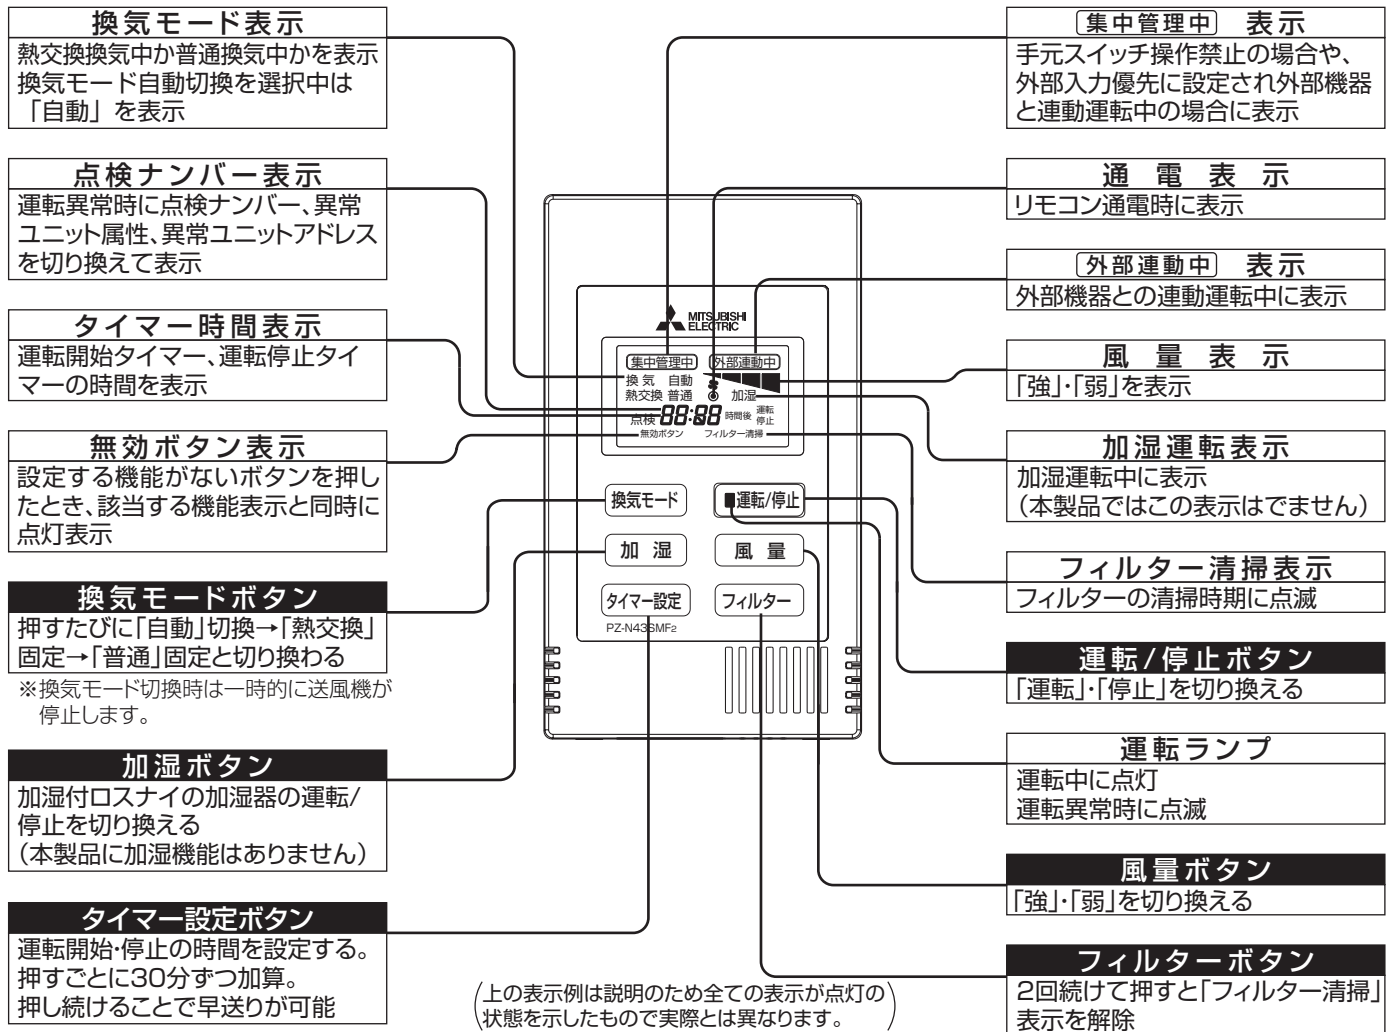 換気モード表示
熱交換換気中か普通換気中かを表示
換気モード自動切換を選択中は
「自動」を表示
点検ナンバー表示
運転異常時に点検ナンバー、異常
ユニット属性、異常ユニットアドレス
を切り換えて表示
タイマー時間表示
運転開始タイマー、運転停止タイ
マーの時間を表示
無効ボタン表示
設定する機能がないボタンを押し
たとき、該当する機能表示と同時に
点灯表示
換気モードボタン
押すたびに「自動」切換→「熱交換」
固定→「普通」固定と切り換わる
※換気モード切換時は一時的に送風機が
停止します。
加湿ボタン
加湿付ロスナイの加湿器の運転/
停止を切り換える
(本製品に加湿機能はありません)
タイマー設定ボタン
運転開始・停止の時間を設定する。
押すごとに30分ずつ加算。
押し続けることで早送りが可能
MITSUBISHI
ELECTRIC
集中管理中 外部連動中
換気 自動
熱交換 普通 加湿
点検 88:88 時間後 運転
停止
無効ボタン フィルター清掃
換気モード 運転/停止
加湿 風量
タイマー設定 フィルター
PZ-N43SMF2
(上の表示例は説明のため全ての表示が点灯の
状態を示したもので実際とは異なります。)
集中管理中 表示
手元スイッチ操作禁止の場合や、
外部入力優先に設定され外部機器
と連動運転中の場合に表示
通電表示
リモコン通電時に表示
外部連動中 表示
外部機器との連動運転中に表示
風量表示
「強」・「弱」を表示
加湿運転表示
加湿運転中に表示
(本製品ではこの表示はでません)
フィルター清掃表示
フィルターの清掃時期に点滅
運転/停止ボタン
「運転」・「停止」を切り換える
運転ランプ
運転中に点灯
運転異常時に点滅
風量ボタン
「強」・「弱」を切り換える
フィルターボタン
2回続けて押すと「フィルター清掃」
表示を解除